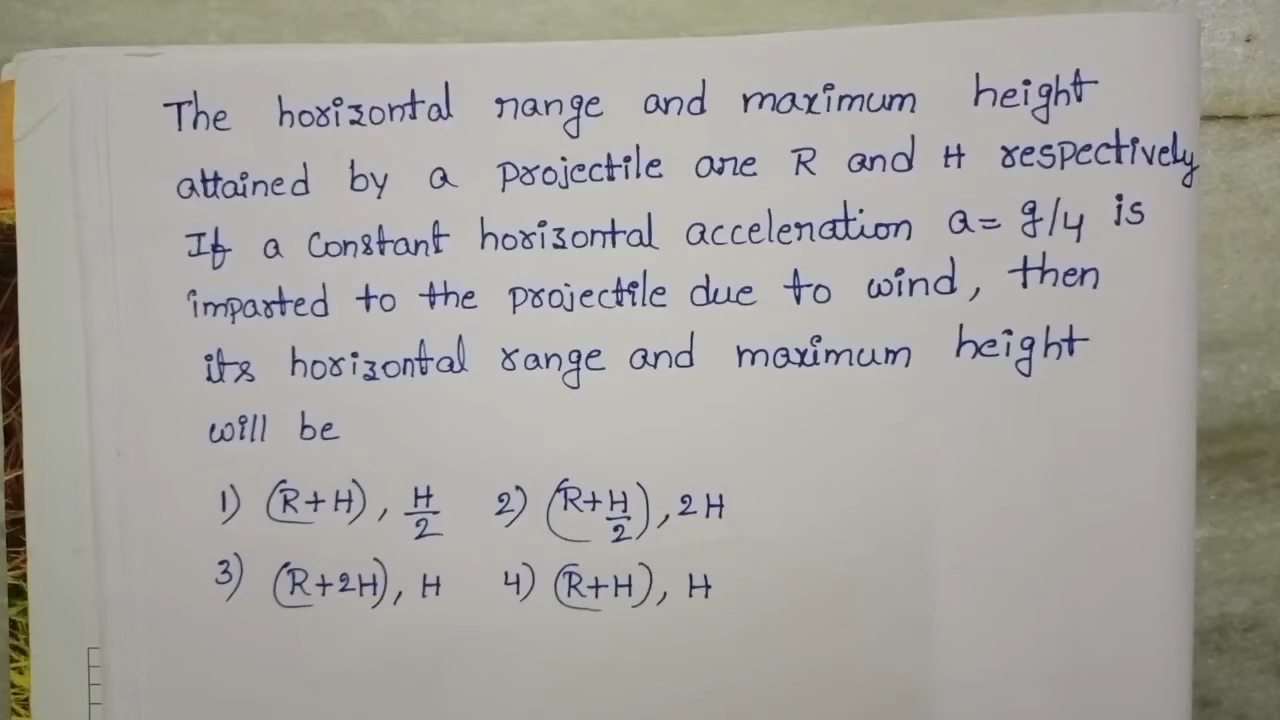 The horizontal range and maximum height
attained by a projectile are R and H respectively
If a constant horizontal acceleration a= g/4 is
imparted to the projectile due to wind, then
its horizontal range and maximum height
will be
1) (R+H), H/2 2) (R+H/2), 2H
3) (R+2H), H 4) (R+H), H